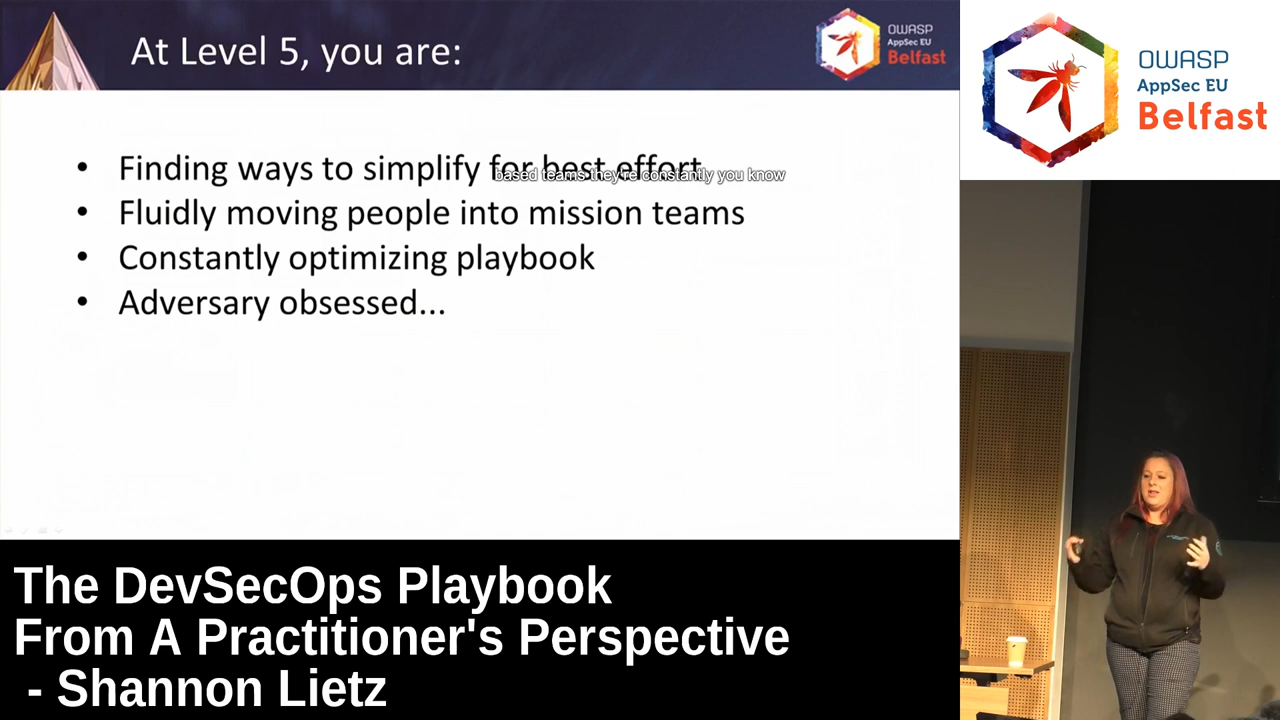 At Level 5, you are:
OWASP
AppSec EU
Belfast
• Finding ways to simplify for best effort
based teams they're constantly you know
• Fluidly moving people into mission teams
• Constantly optimizing playbook
• Adversary obsessed...
OWASP
AppSec EU
Belfast
The DevSecOps Playbook
From A Practitioner's Perspective
- Shannon Lietz